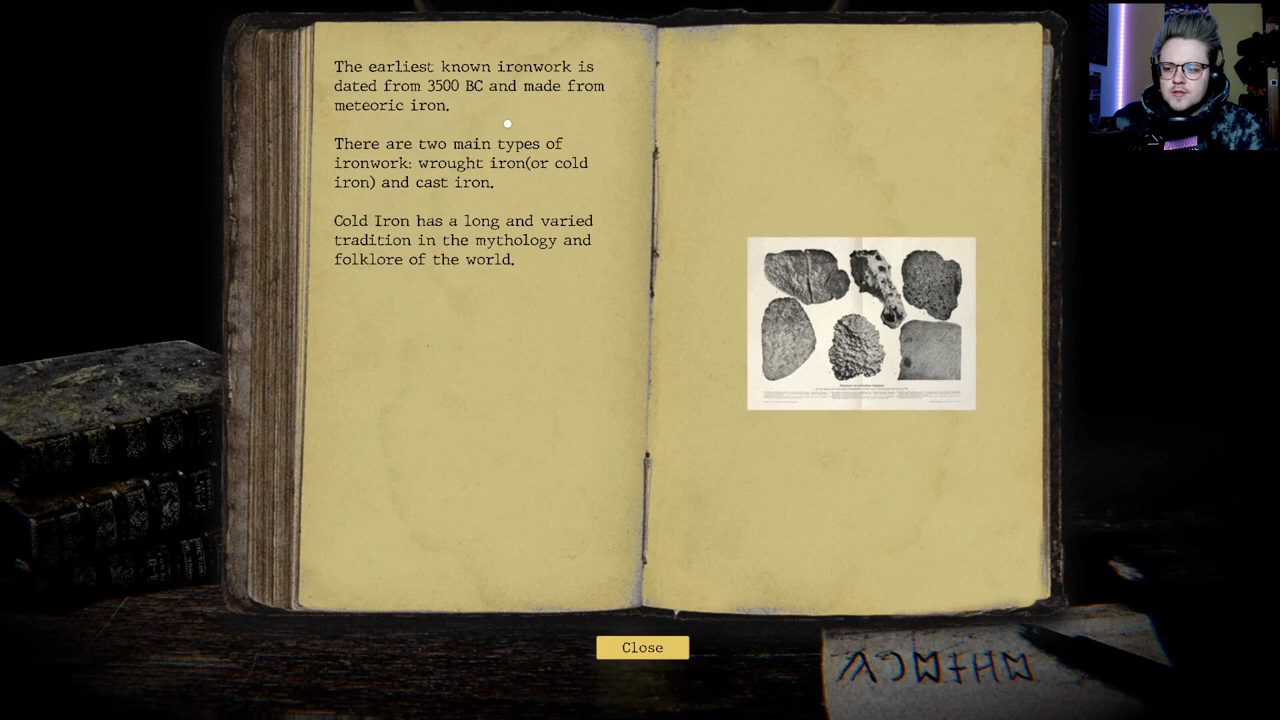 The earliest known ironwork is
dated from 3500 BC and made from
meteoric iron.
There are two main types of
ironwork: wrought iron(or cold
iron) and cast iron.
Cold Iron has a long and varied
tradition in the mythology and
folklore of the world.
Close